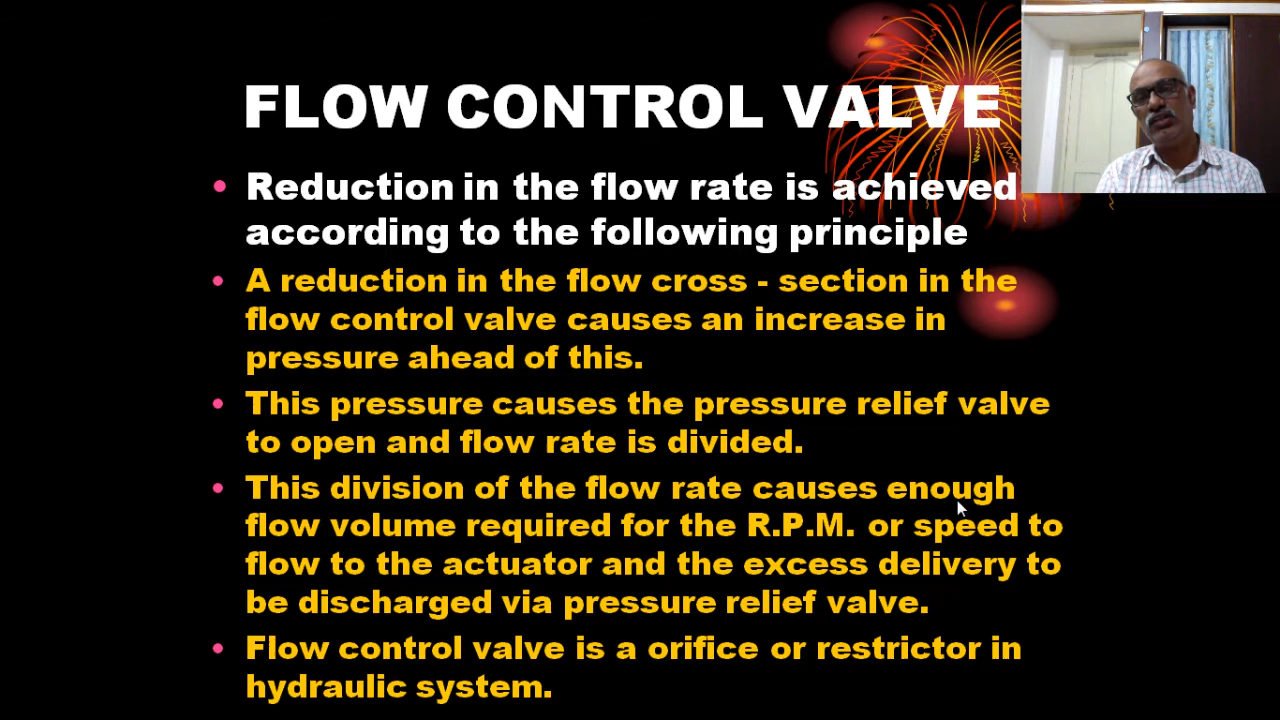 FLOW CONTROL VALVE
• Reduction in the flow rate is achieved
according to the following principle
• A reduction in the flow cross - section in the
flow control valve causes an increase in
pressure ahead of this.
• This pressure causes the pressure relief valve
to open and flow rate is divided.
• This division of the flow rate causes enough
flow volume required for the R.P.M. or speed to
flow to the actuator and the excess delivery to
be discharged via pressure relief valve.
• Flow control valve is a orifice or restrictor in
hydraulic system.